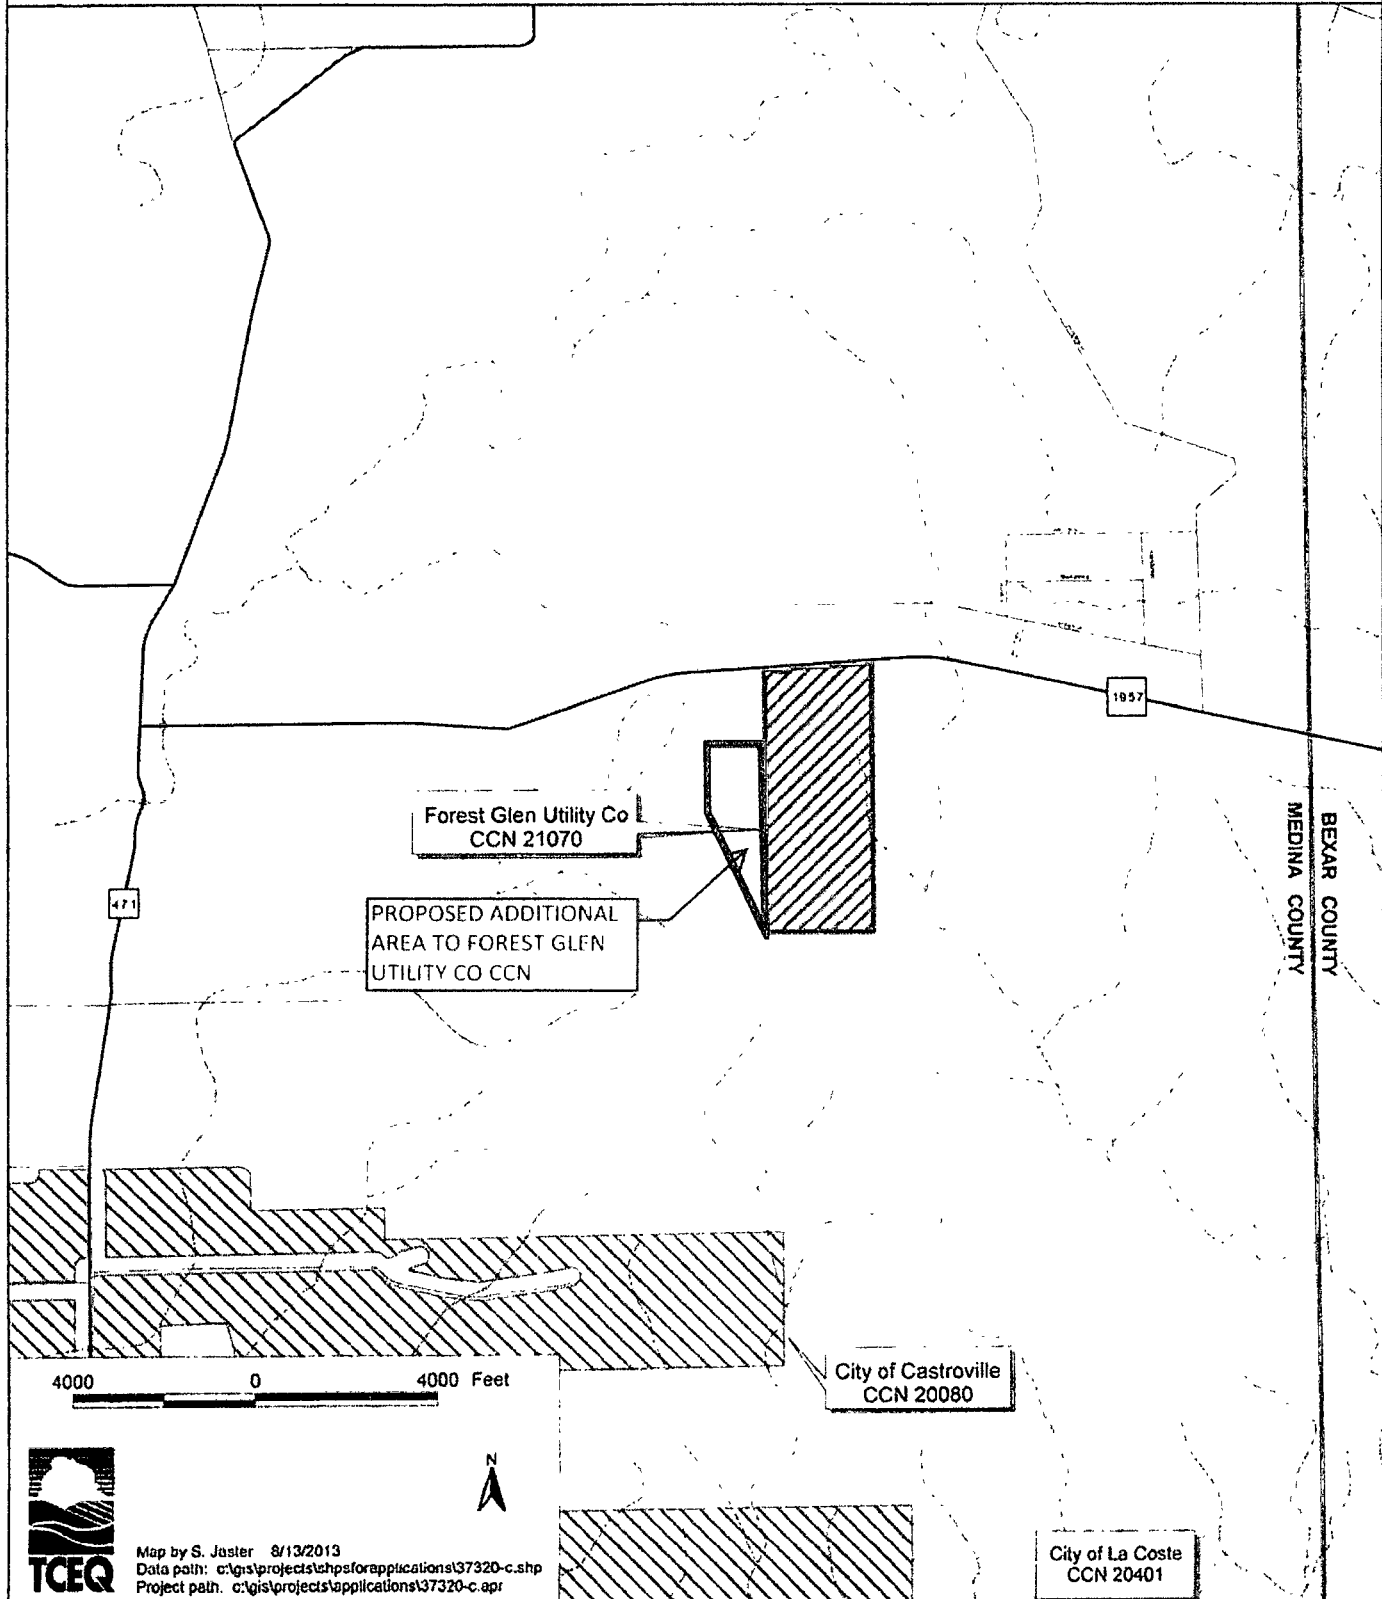 1957
Forest Glen Utility Co
CCN 21070
BEXAR COUNTY
MEDINA COUNTY
471
PROPOSED ADDITIONAL
AREA TO FOREST GLEN
UTILITY CO CCN
City of Castroville
CCN 20080
4000 0 4000 Feet
N
TCEQ
Map by S. Jaster 8/13/2013
Data path: c:\gis\projects\shpsforapplications\37320-c.shp
Project path. c:\gis\projects\applications\37320-c.apr
City of La Coste
CCN 20401